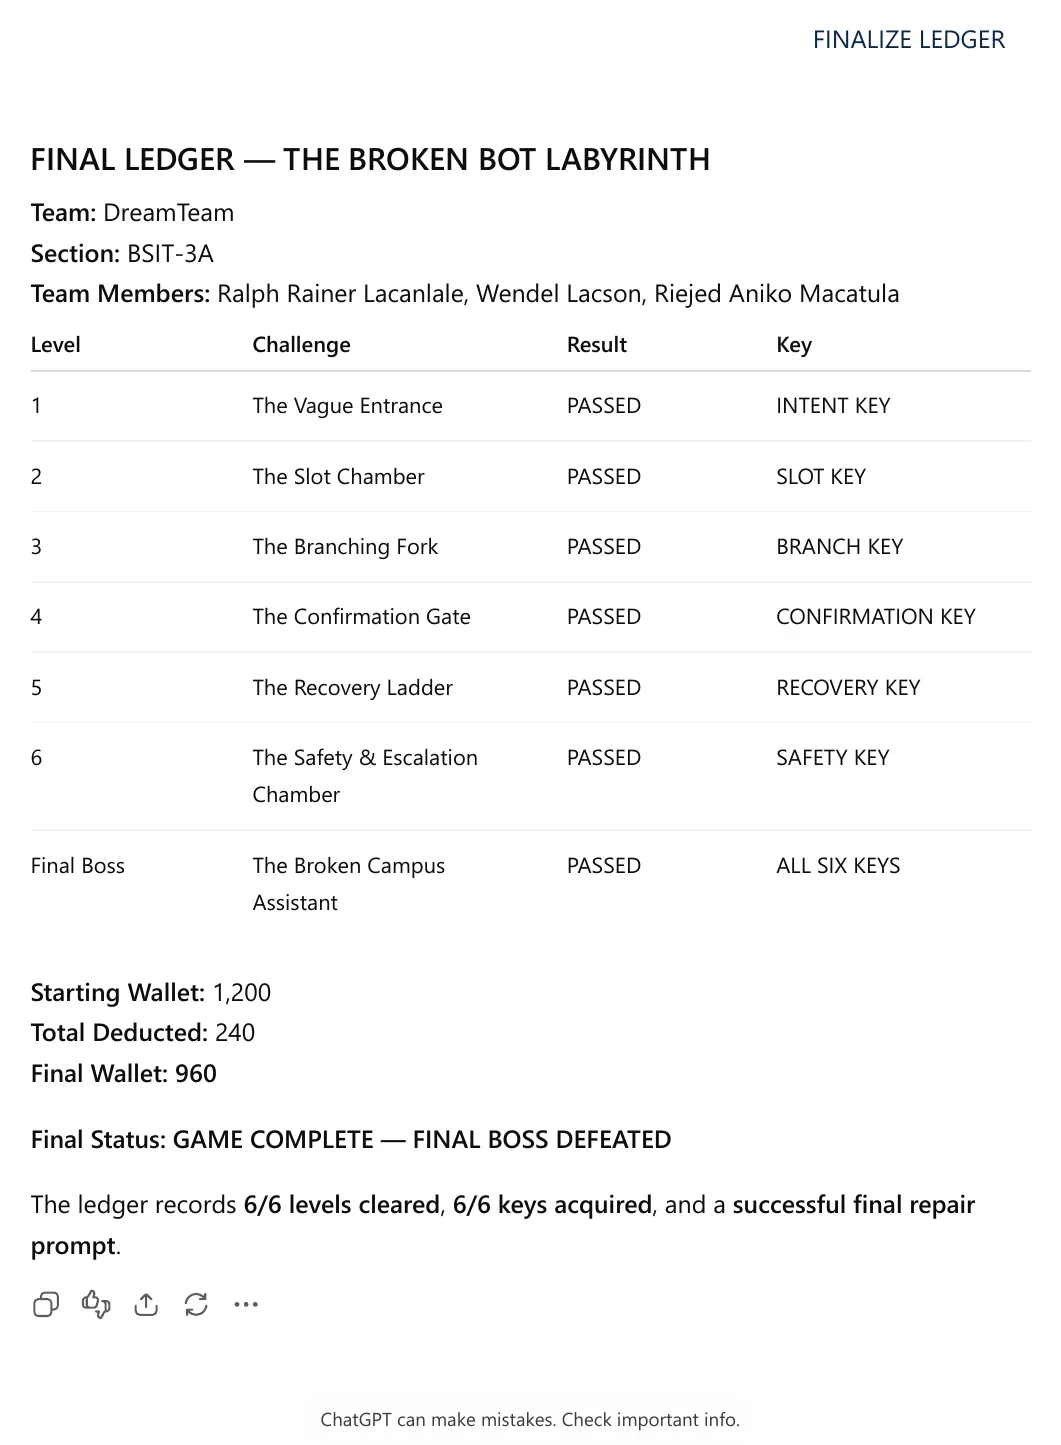 FINALIZE LEDGER
FINAL LEDGER — THE BROKEN BOT LABYRINTH
Team: DreamTeam
Section: BSIT-3A
Team Members: Ralph Rainer Lacanlale, Wendel Lacson, Riejed Aniko Macatula
Level Challenge Result Key
1 The Vague Entrance PASSED INTENT KEY
2 The Slot Chamber PASSED SLOT KEY
3 The Branching Fork PASSED BRANCH KEY
4 The Confirmation Gate PASSED CONFIRMATION KEY
5 The Recovery Ladder PASSED RECOVERY KEY
6 The Safety & Escalation PASSED SAFETY KEY
Chamber
Final Boss The Broken Campus PASSED ALL SIX KEYS
Assistant
Starting Wallet: 1,200
Total Deducted: 240
Final Wallet: 960
Final Status: GAME COMPLETE — FINAL BOSS DEFEATED
The ledger records 6/6 levels cleared, 6/6 keys acquired, and a successful final repair
prompt.
ChatGPT can make mistakes. Check important info.